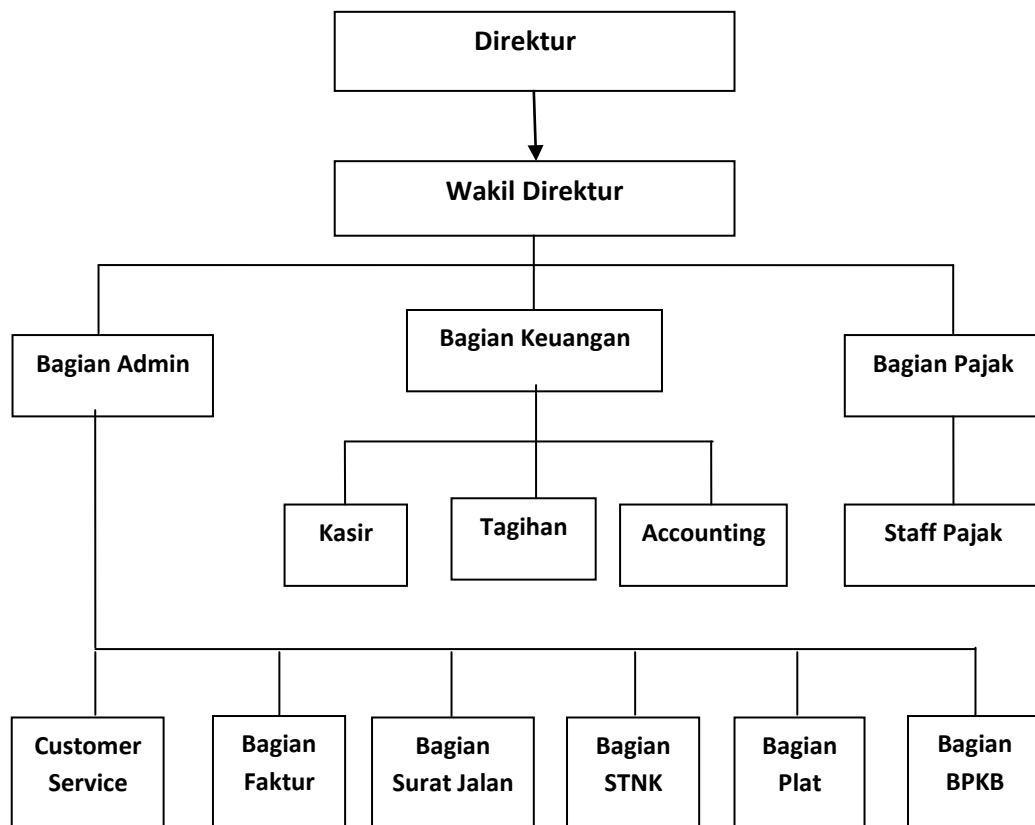 Direktur
Wakil Direktur
Bagian Admin
Bagian Keuangan
Bagian Pajak
Kasir
Tagihan
Accounting
Staff Pajak
Customer
Service
Bagian
Faktur
Bagian
Surat Jalan
Bagian
STNK
Bagian
Plat
Bagian
BPKB